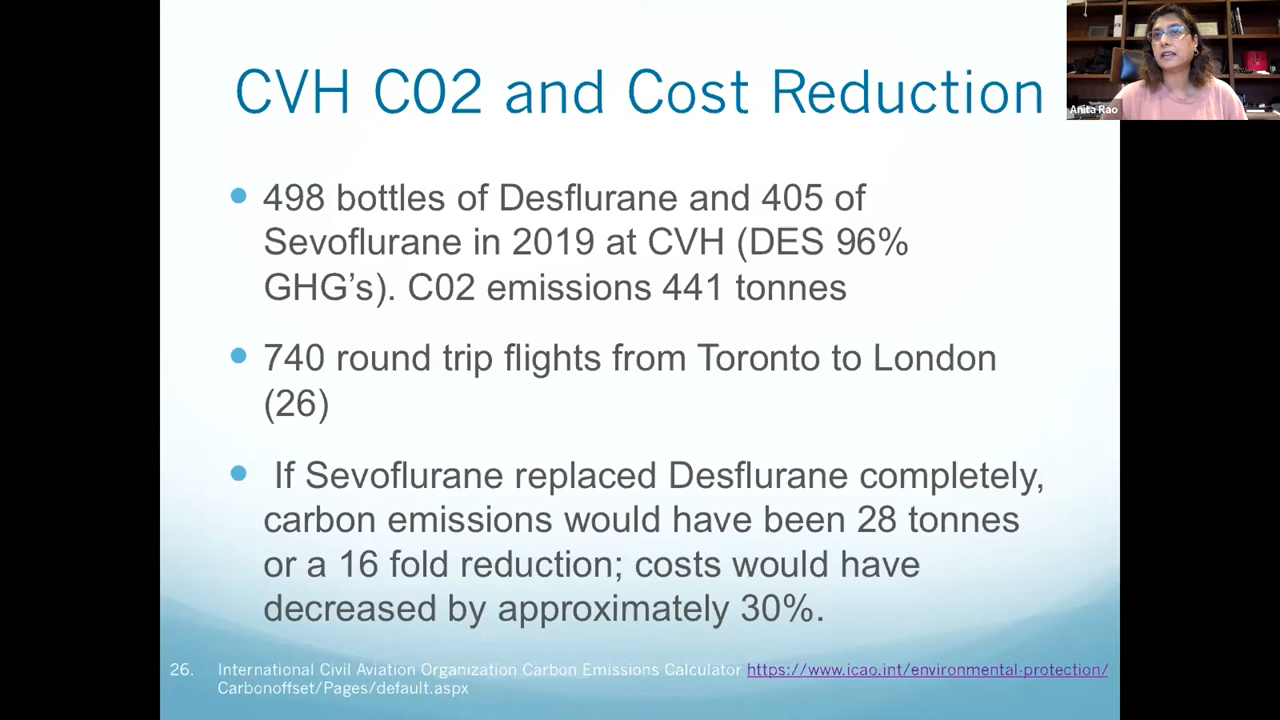 CVH C02 and Cost Reduction
Anita Rao
• 498 bottles of Desflurane and 405 of
Sevoflurane in 2019 at CVH (DES 96%
GHG’s). C02 emissions 441 tonnes
• 740 round trip flights from Toronto to London
(26)
• If Sevoflurane replaced Desflurane completely,
carbon emissions would have been 28 tonnes
or a 16 fold reduction; costs would have
decreased by approximately 30%.
26. International Civil Aviation Organization Carbon Emissions Calculator https://www.icao.int/environmental-protection/
Carbonoffset/Pages/default.aspx